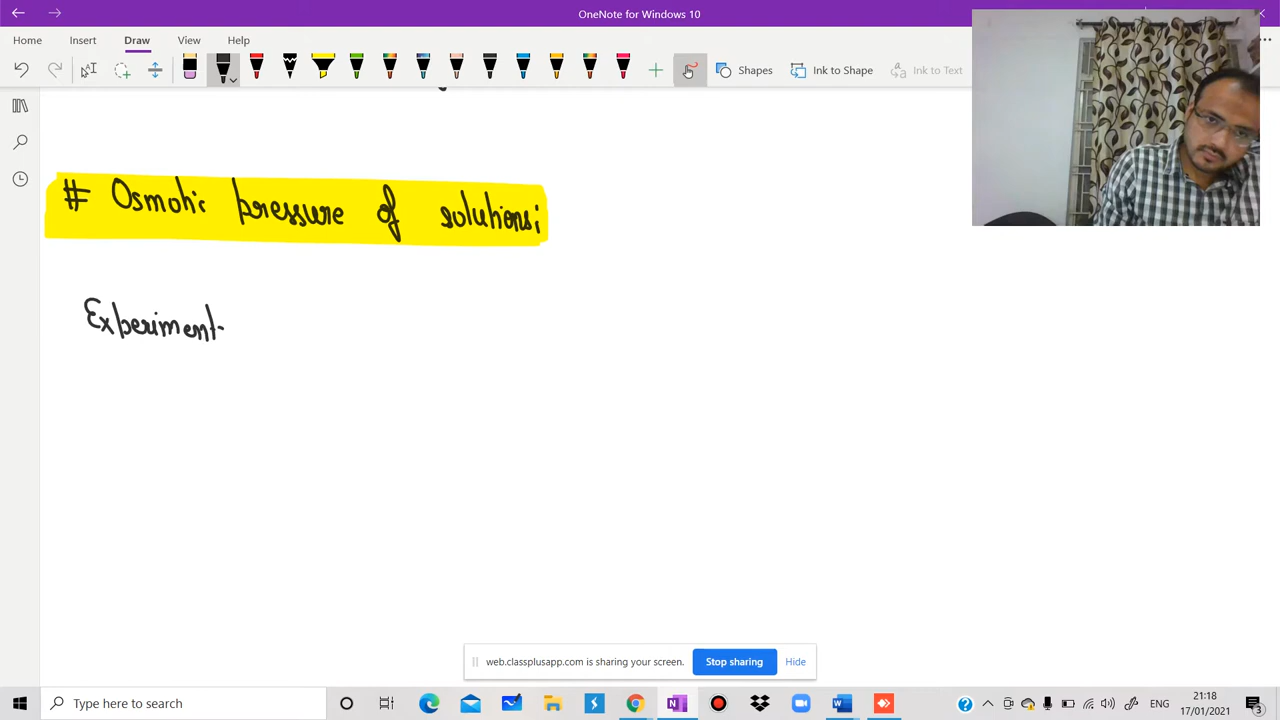 OneNote for Windows 10
Home Insert Draw View Help
Shapes Ink to Shape Ink to Text
# Osmotic pressure of solutions;
Experiment-
web.classplusapp.com is sharing your screen. Stop sharing Hide
Type here to search
ENG
21:18
17/01/2021
3